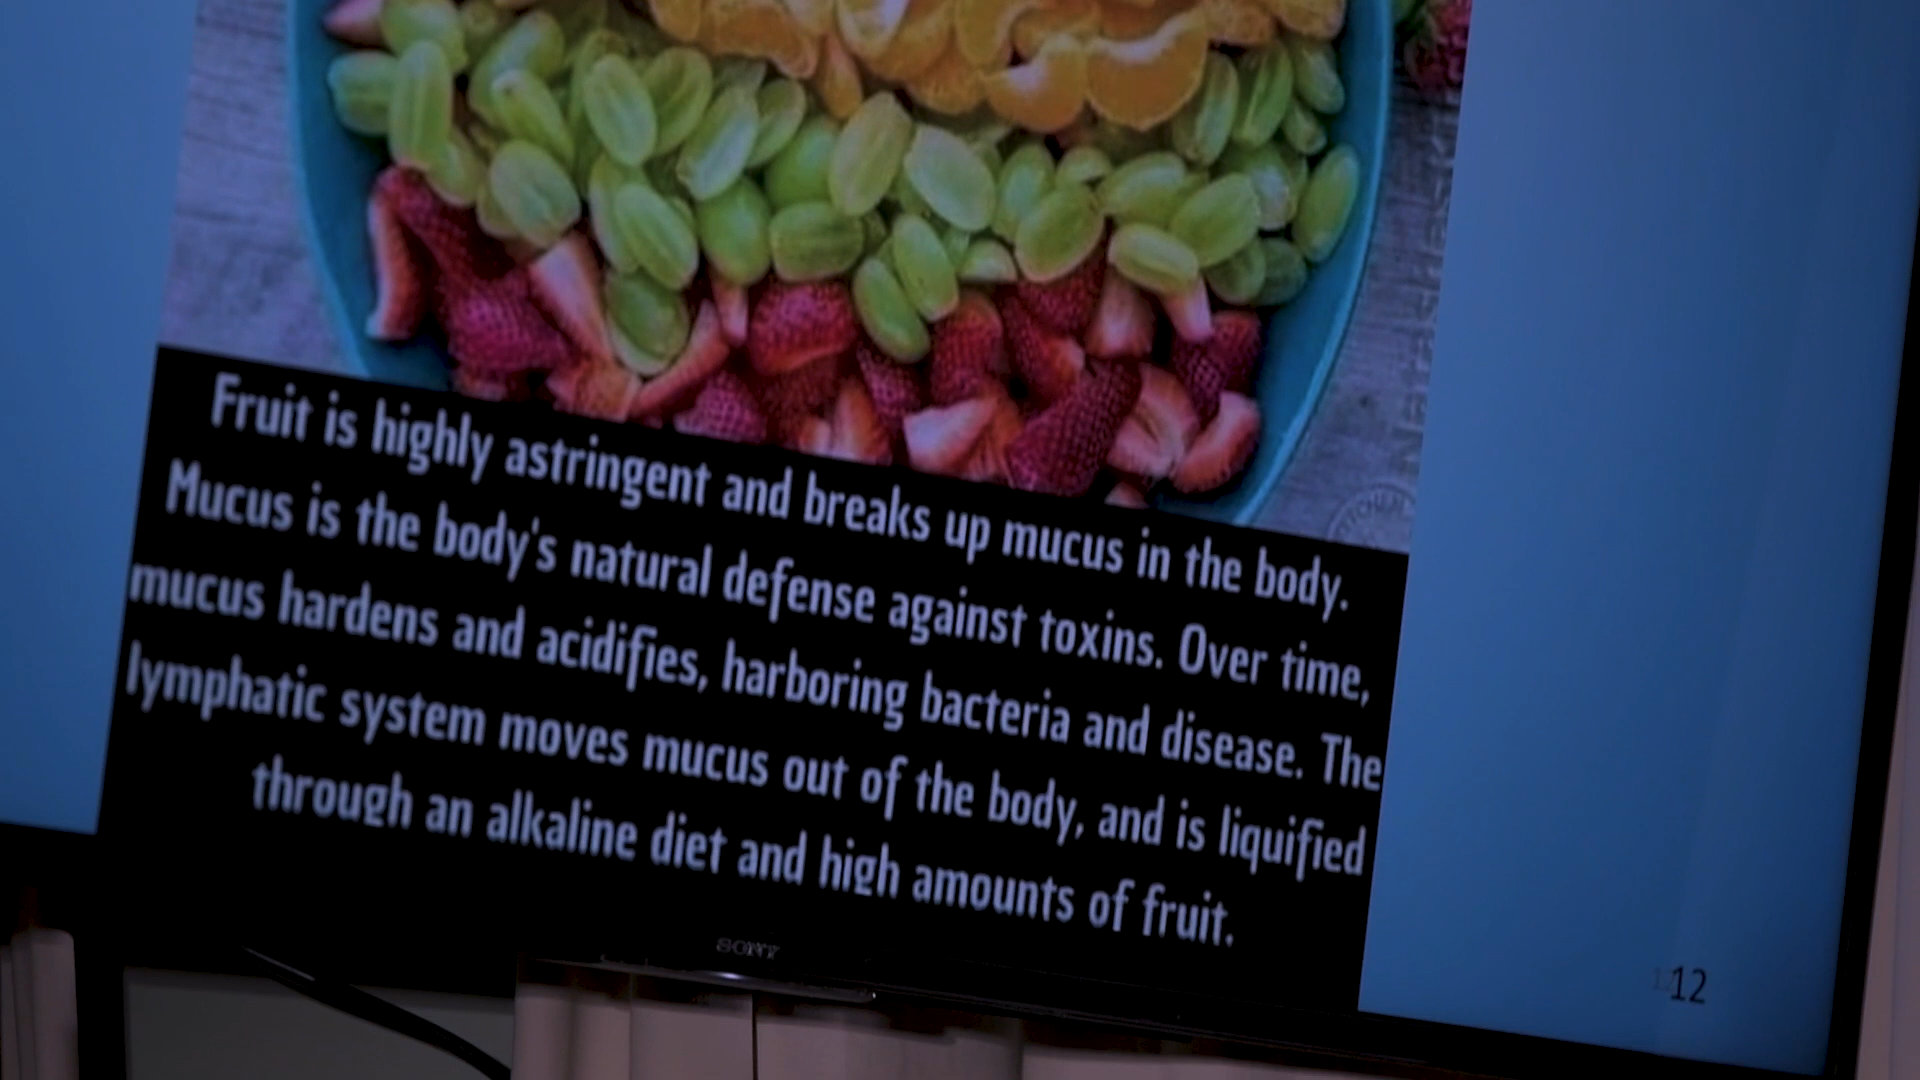 Fruit is highly astringent and breaks up mucus in the body.
Mucus is the body's natural defense against toxins. Over time,
mucus hardens and acidifies, harboring bacteria and disease. The
lymphatic system moves mucus out of the body, and is liquified
through an alkaline diet and high amounts of fruit.
SONY
12